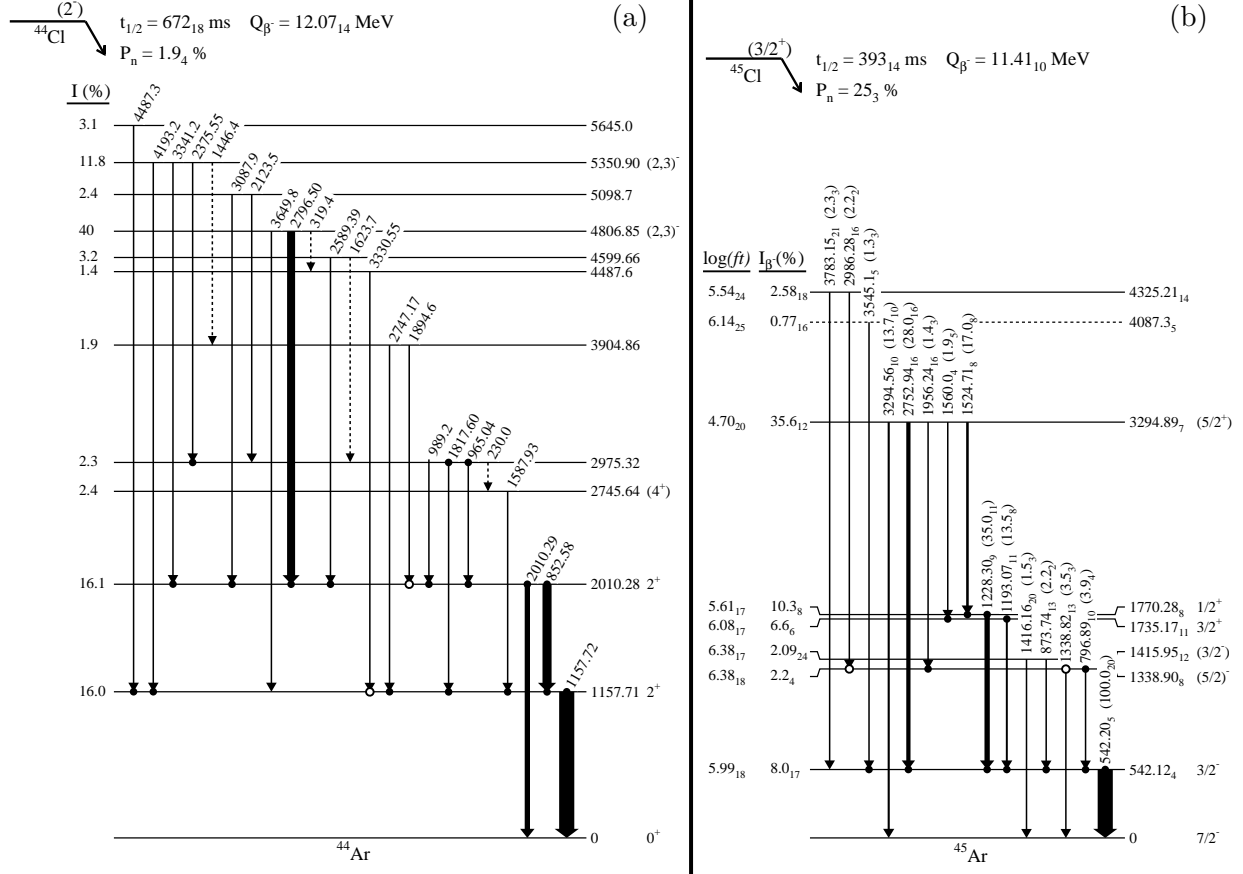 (a)
(2⁻)
⁴⁴Cl
t₁/₂ = 672₁₈ ms Q_β⁻ = 12.07₁₄ MeV
Pₙ = 1.9₄ %
I (%)
4487.3
3.1 5645.0
4193.2 3341.2 2375.55 1446.4
11.8 5350.90 (2,3)⁻
3087.9 2123.5
2.4 5098.7
3649.8 2796.50 319.4
40 4806.85 (2,3)⁻
2589.39 1623.7
3.2 4599.66
3330.55
1.4 4487.6
2747.17 1894.6
1.9 3904.86
989.2 1817.60 965.04 230.0
2.3 2975.32
1587.93
2.4 2745.64 (4⁺)
2010.29 852.58
16.1 2010.28 2⁺
1157.72
16.0 1157.71 2⁺
0 0⁺
⁴⁴Ar
(b)
(3/2⁺)
⁴⁵Cl
t₁/₂ = 393₁₄ ms Q_β⁻ = 11.41₁₀ MeV
Pₙ = 25₃ %
log(ft) I_β⁻(%)
3783.15₂₁ (2.3₃)
2986.28₁₆ (2.2₂)
5.54₂₄ 2.58₁₈ 4325.21₁₄
3545.1₅ (1.3₃)
6.14₂₅ 0.77₁₆ 4087.3₅
3294.56₁₀ (13.7₁₀)
2752.94₁₆ (28.0₁₆)
1956.24₁₆ (1.4₃)
1560.0₄ (1.9₅)
1524.71₈ (17.0₈)
4.70₂₀ 35.6₁₂ 3294.89₇ (5/2⁺)
1228.30₉ (35.0₁₁)
1193.07₁₁ (13.5₈)
5.61₁₇ 10.3₈ 1770.28₈ 1/2⁺
6.08₁₇ 6.6₆ 1735.17₁₁ 3/2⁺
1416.16₂₀ (1.5₃)
873.74₁₃ (2.2₂)
6.38₁₇ 2.09₂₄ 1415.95₁₂ (3/2⁻)
1338.82₁₃ (3.5₃)
796.89₁₀ (3.9₄)
6.38₁₈ 2.2₄ 1338.90₈ (5/2)⁻
542.20₅ (100.0₂₀)
5.99₁₈ 8.0₁₇ 542.12₄ 3/2⁻
0 7/2⁻
⁴⁵Ar